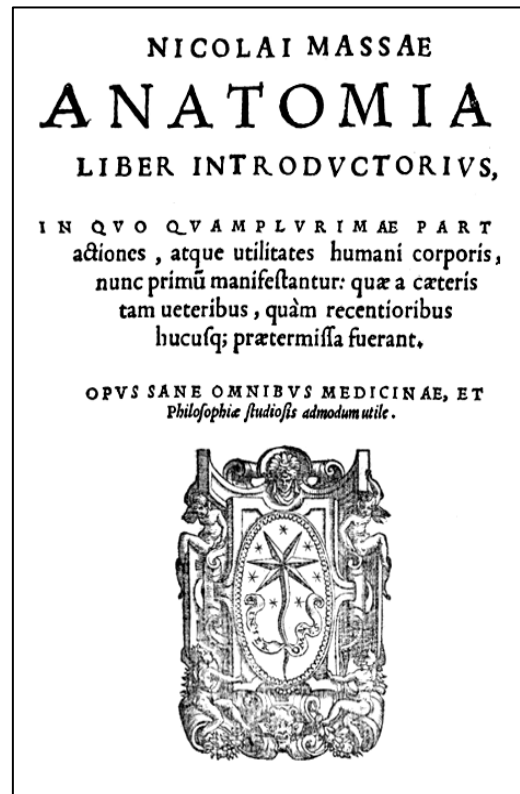 NICOLAI MASSAE
ANATOMIA
LIBER INTRODVCTORIVS,
IN QVO QVAMPLVRIMAE PART
actiones , atque utilitates humani corporis,
nunc primū manifeſtantur: quæ a cæteris
tam ueteribus , quàm recentioribus
hucuſq; prætermiſſa fuerant.
OPVS SANE OMNIBVS MEDICINAE, ET
Philoſophiæ ſtudioſis admodum utile .